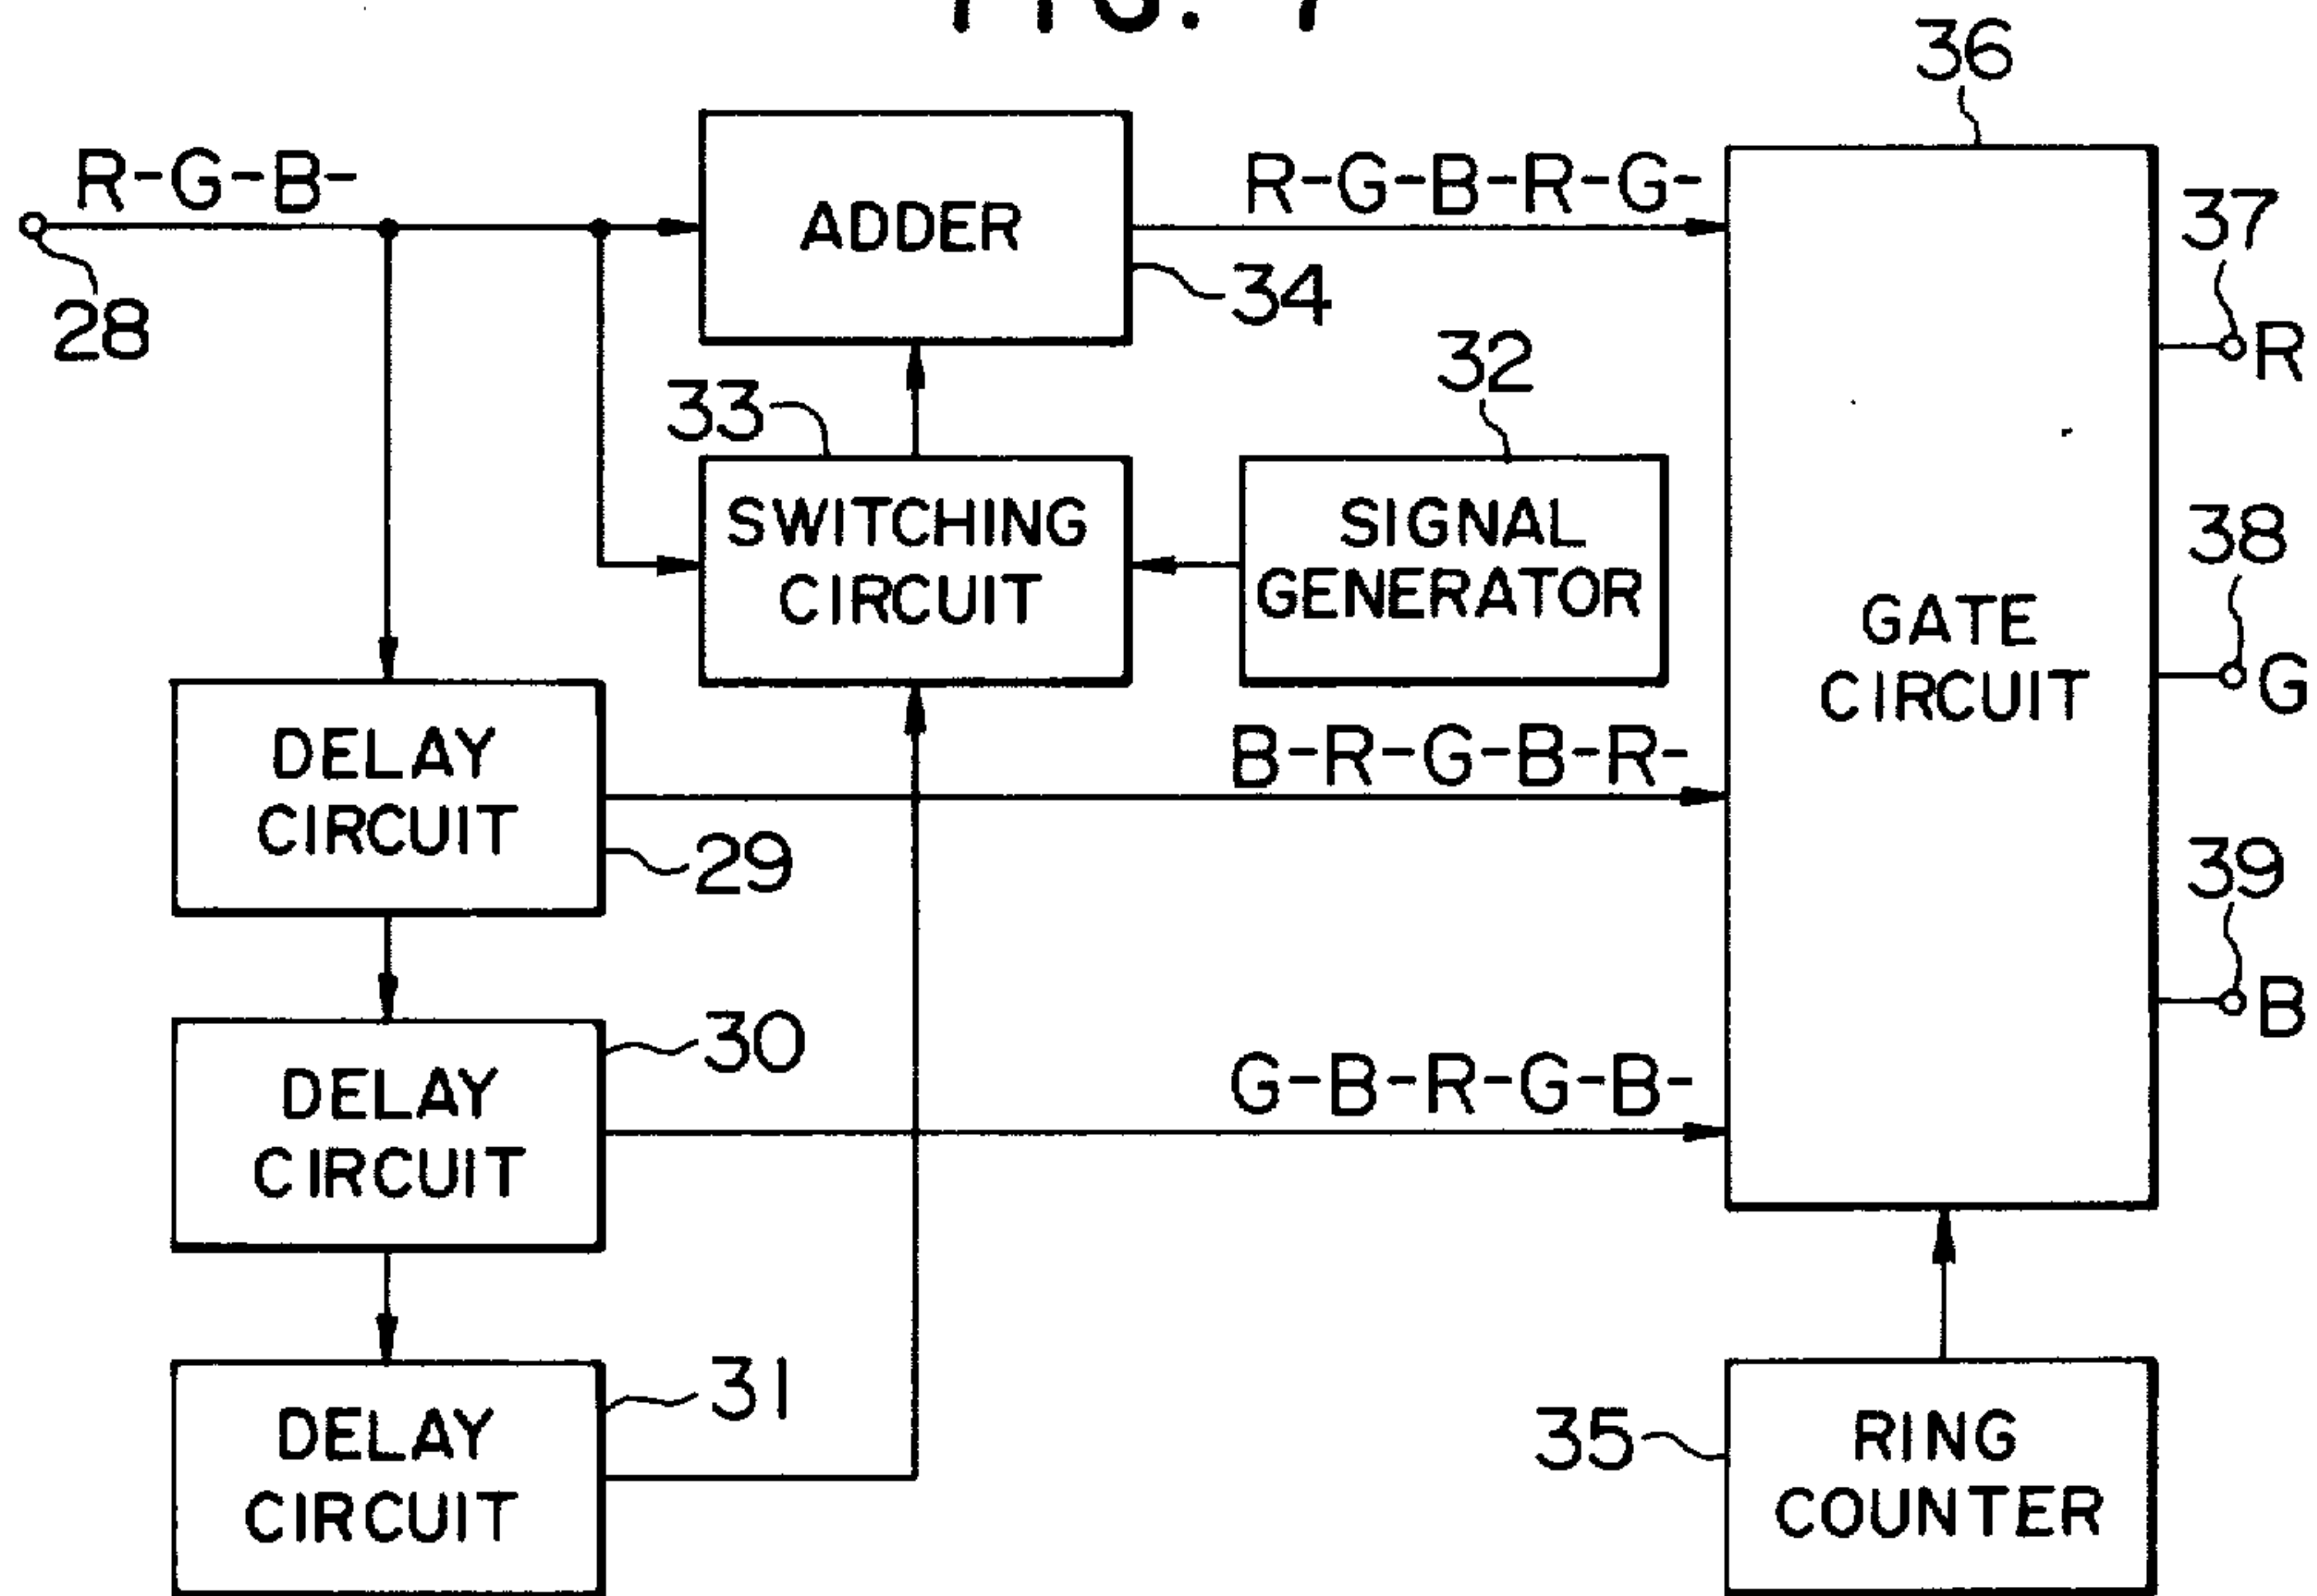 36
R-G-B-
ADDER
R-G-B-R-G-
37
28
34
R
33
32
SWITCHING
CIRCUIT
SIGNAL
GENERATOR
38
GATE
CIRCUIT
G
DELAY
CIRCUIT
B-R-G-B-R-
29
39
B
30
DELAY
CIRCUIT
G-B-R-G-B-
31
DELAY
CIRCUIT
35
RING
COUNTER